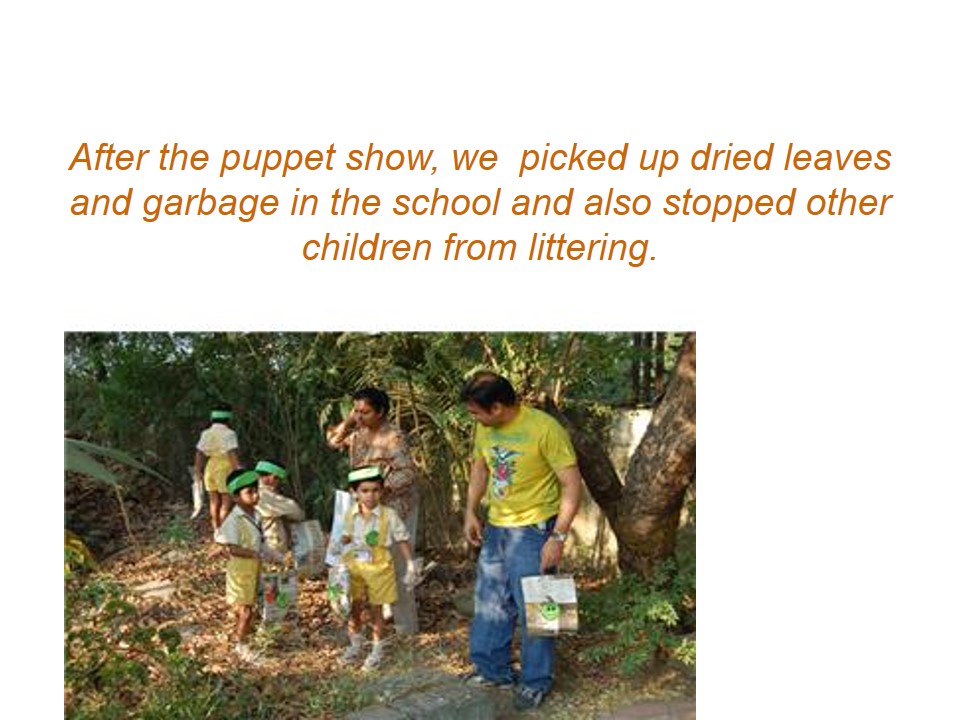 After the puppet show, we  picked up dried leaves
and garbage in the school and also stopped other
children from littering.